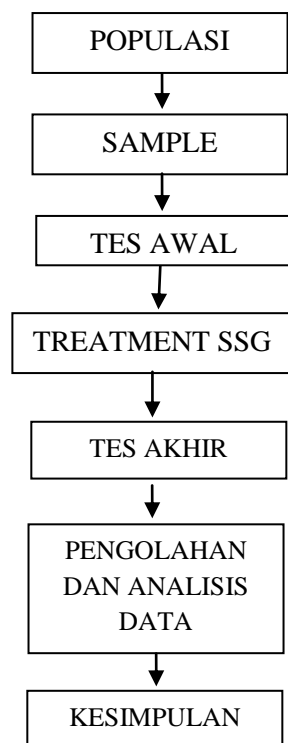 POPULASI
SAMPLE
TES AWAL
TREATMENT SSG
TES AKHIR
PENGOLAHAN
DAN ANALISIS
DATA
KESIMPULAN